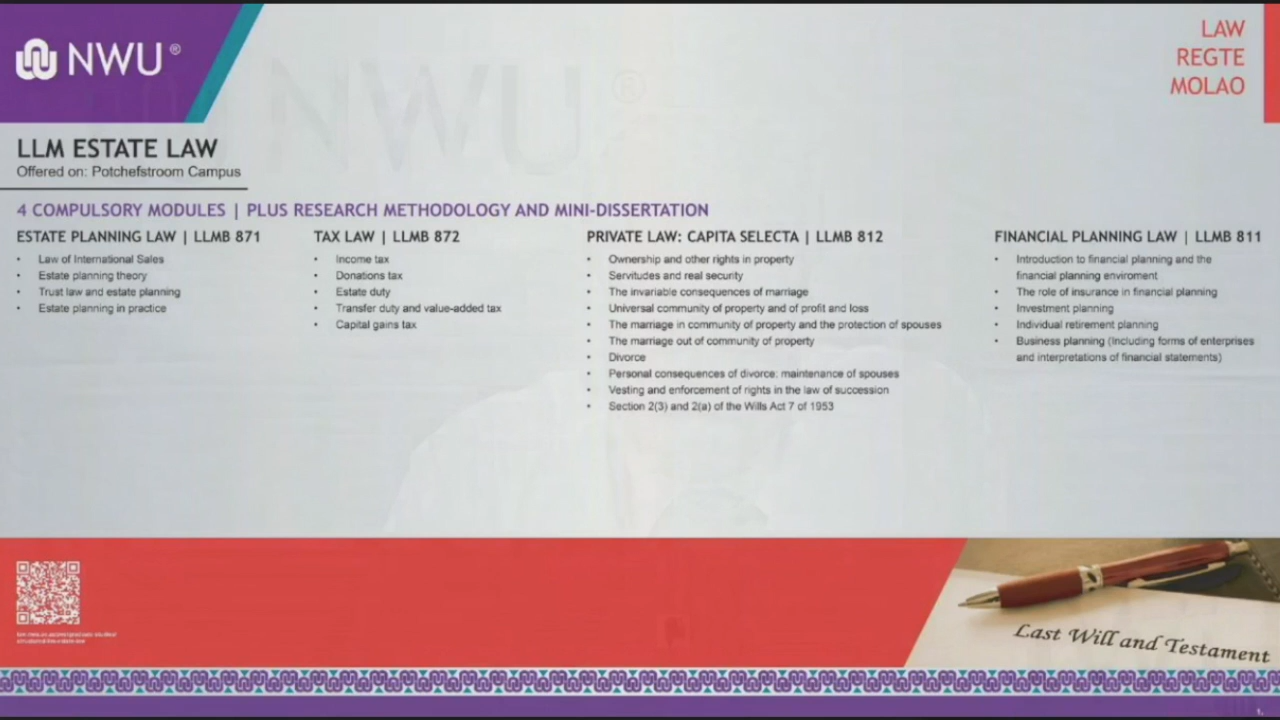 NWU®
LAW
REGTE
MOLAO
LLM ESTATE LAW
Offered on: Potchefstroom Campus
4 COMPULSORY MODULES | PLUS RESEARCH METHODOLOGY AND MINI-DISSERTATION
ESTATE PLANNING LAW | LLMB 871
• Law of International Sales
• Estate planning theory
• Trust law and estate planning
• Estate planning in practice
TAX LAW | LLMB 872
• Income tax
• Donations tax
• Estate duty
• Transfer duty and value-added tax
• Capital gains tax
PRIVATE LAW: CAPITA SELECTA | LLMB 812
• Ownership and other rights in property
• Servitudes and real security
• The invariable consequences of marriage
• Universal community of property and of profit and loss
• The marriage in community of property and the protection of spouses
• The marriage out of community of property
• Divorce
• Personal consequences of divorce: maintenance of spouses
• Vesting and enforcement of rights in the law of succession
• Section 2(3) and 2(a) of the Wills Act 7 of 1953
FINANCIAL PLANNING LAW | LLMB 811
• Introduction to financial planning and the
financial planning enviroment
• The role of insurance in financial planning
• Investment planning
• Individual retirement planning
• Business planning (Including forms of enterprises
and interpretations of financial statements)
Last Will and Testament